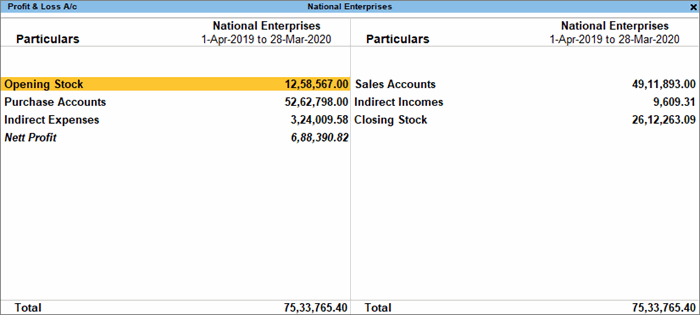 Profit & Loss A/c National Enterprises ×
Particulars National Enterprises 1-Apr-2019 to 28-Mar-2020 Particulars National Enterprises 1-Apr-2019 to 28-Mar-2020
Opening Stock 12,58,567.00 Sales Accounts 49,11,893.00
Purchase Accounts 52,62,798.00 Indirect Incomes 9,609.31
Indirect Expenses 3,24,009.58 Closing Stock 26,12,263.09
Nett Profit 6,88,390.82
Total 75,33,765.40 Total 75,33,765.40